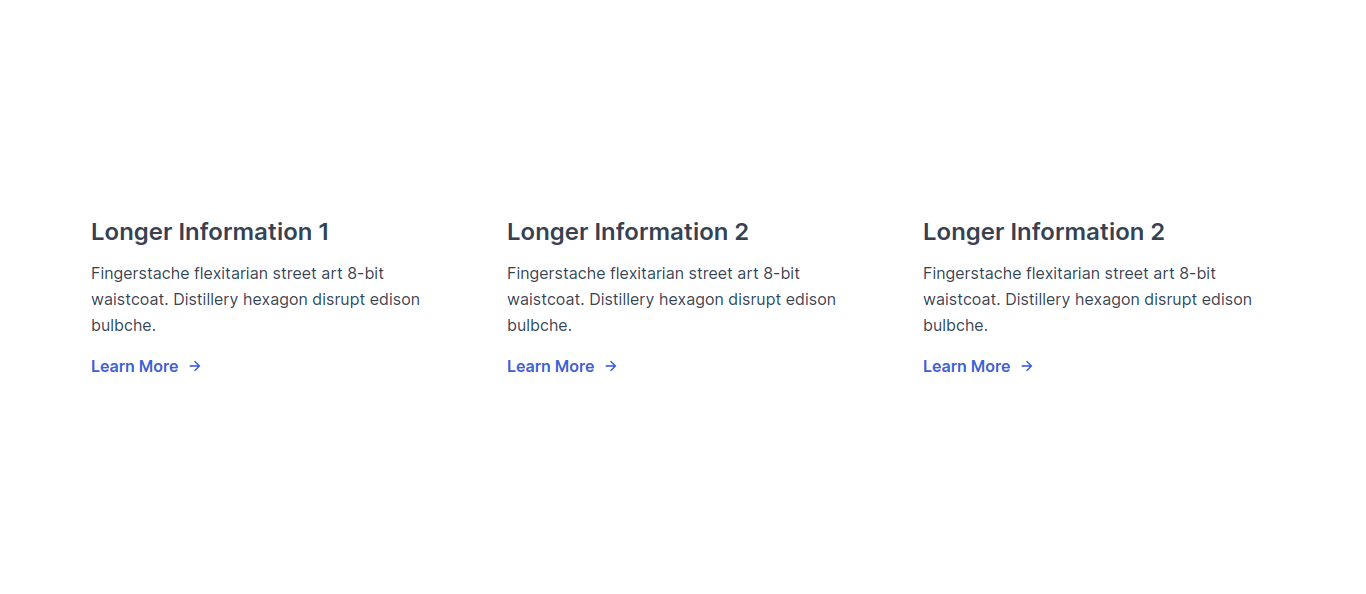 Longer Information 1
Fingerstache flexitarian street art 8-bit
waistcoat. Distillery hexagon disrupt edison
bulbche.
Learn More →
Longer Information 2
Fingerstache flexitarian street art 8-bit
waistcoat. Distillery hexagon disrupt edison
bulbche.
Learn More →
Longer Information 2
Fingerstache flexitarian street art 8-bit
waistcoat. Distillery hexagon disrupt edison
bulbche.
Learn More →